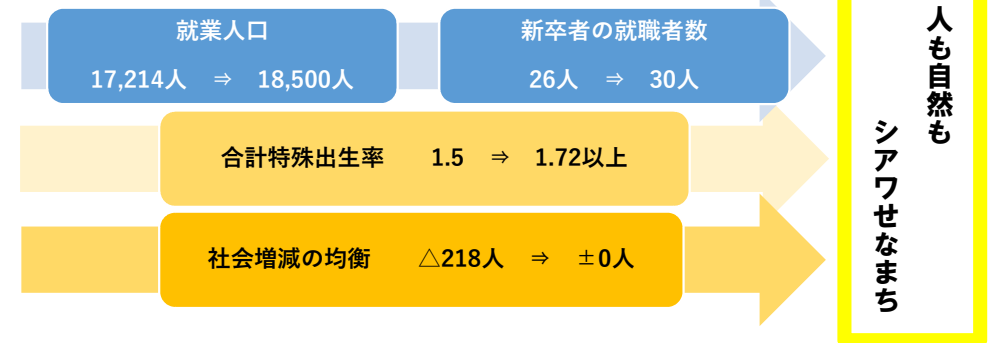 就業人口
17,214人 ⇒ 18,500人
新卒者の就職者数
26人 ⇒ 30人
合計特殊出生率 1.5 ⇒ 1.72以上
社会増減の均衡 △218人 ⇒ ±0人
人も自然も
シアワせなまち